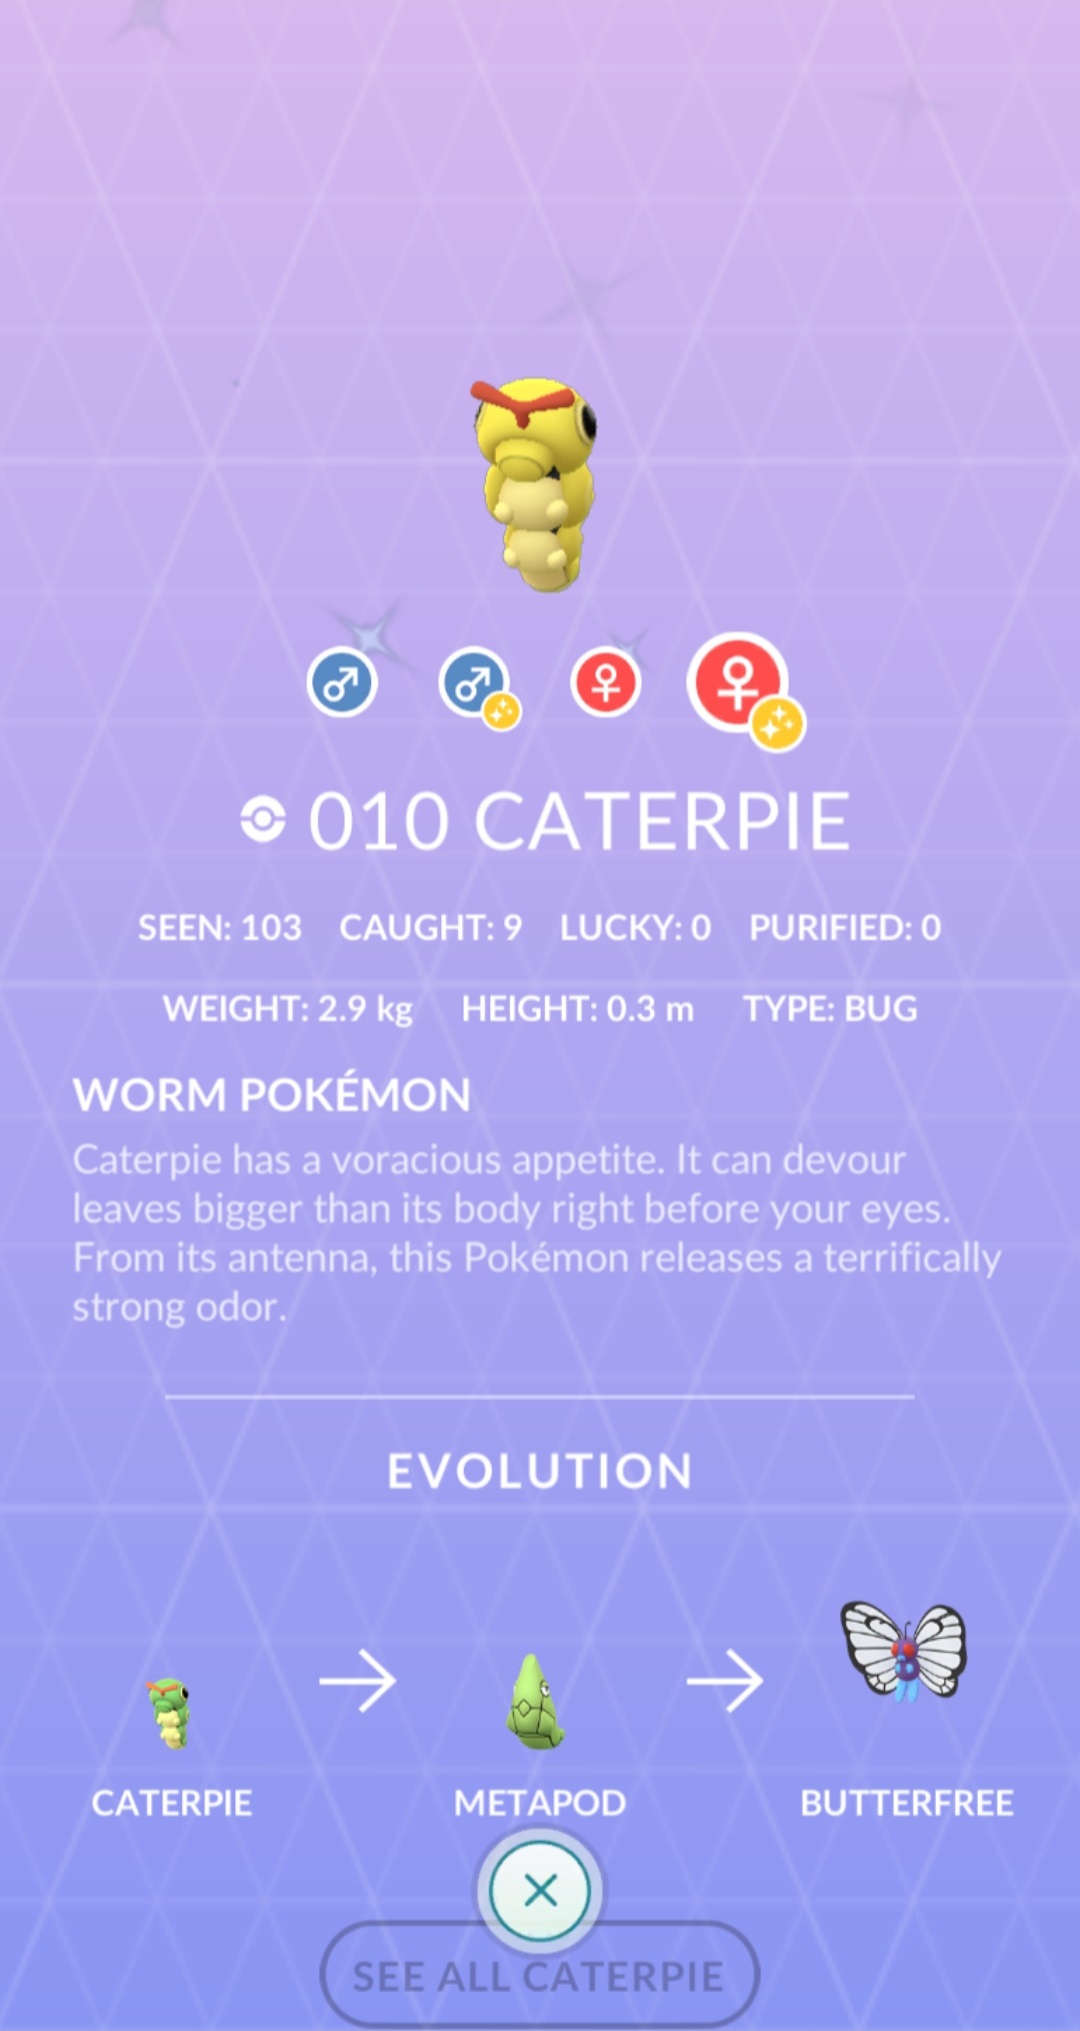 010 CATERPIE
SEEN: 103 CAUGHT: 9 LUCKY: 0 PURIFIED: 0
WEIGHT: 2.9 kg HEIGHT: 0.3 m TYPE: BUG
WORM POKÉMON
Caterpie has a voracious appetite. It can devour
leaves bigger than its body right before your eyes.
From its antenna, this Pokémon releases a terrifically
strong odor.
EVOLUTION
CATERPIE METAPOD BUTTERFREE
SEE ALL CATERPIE